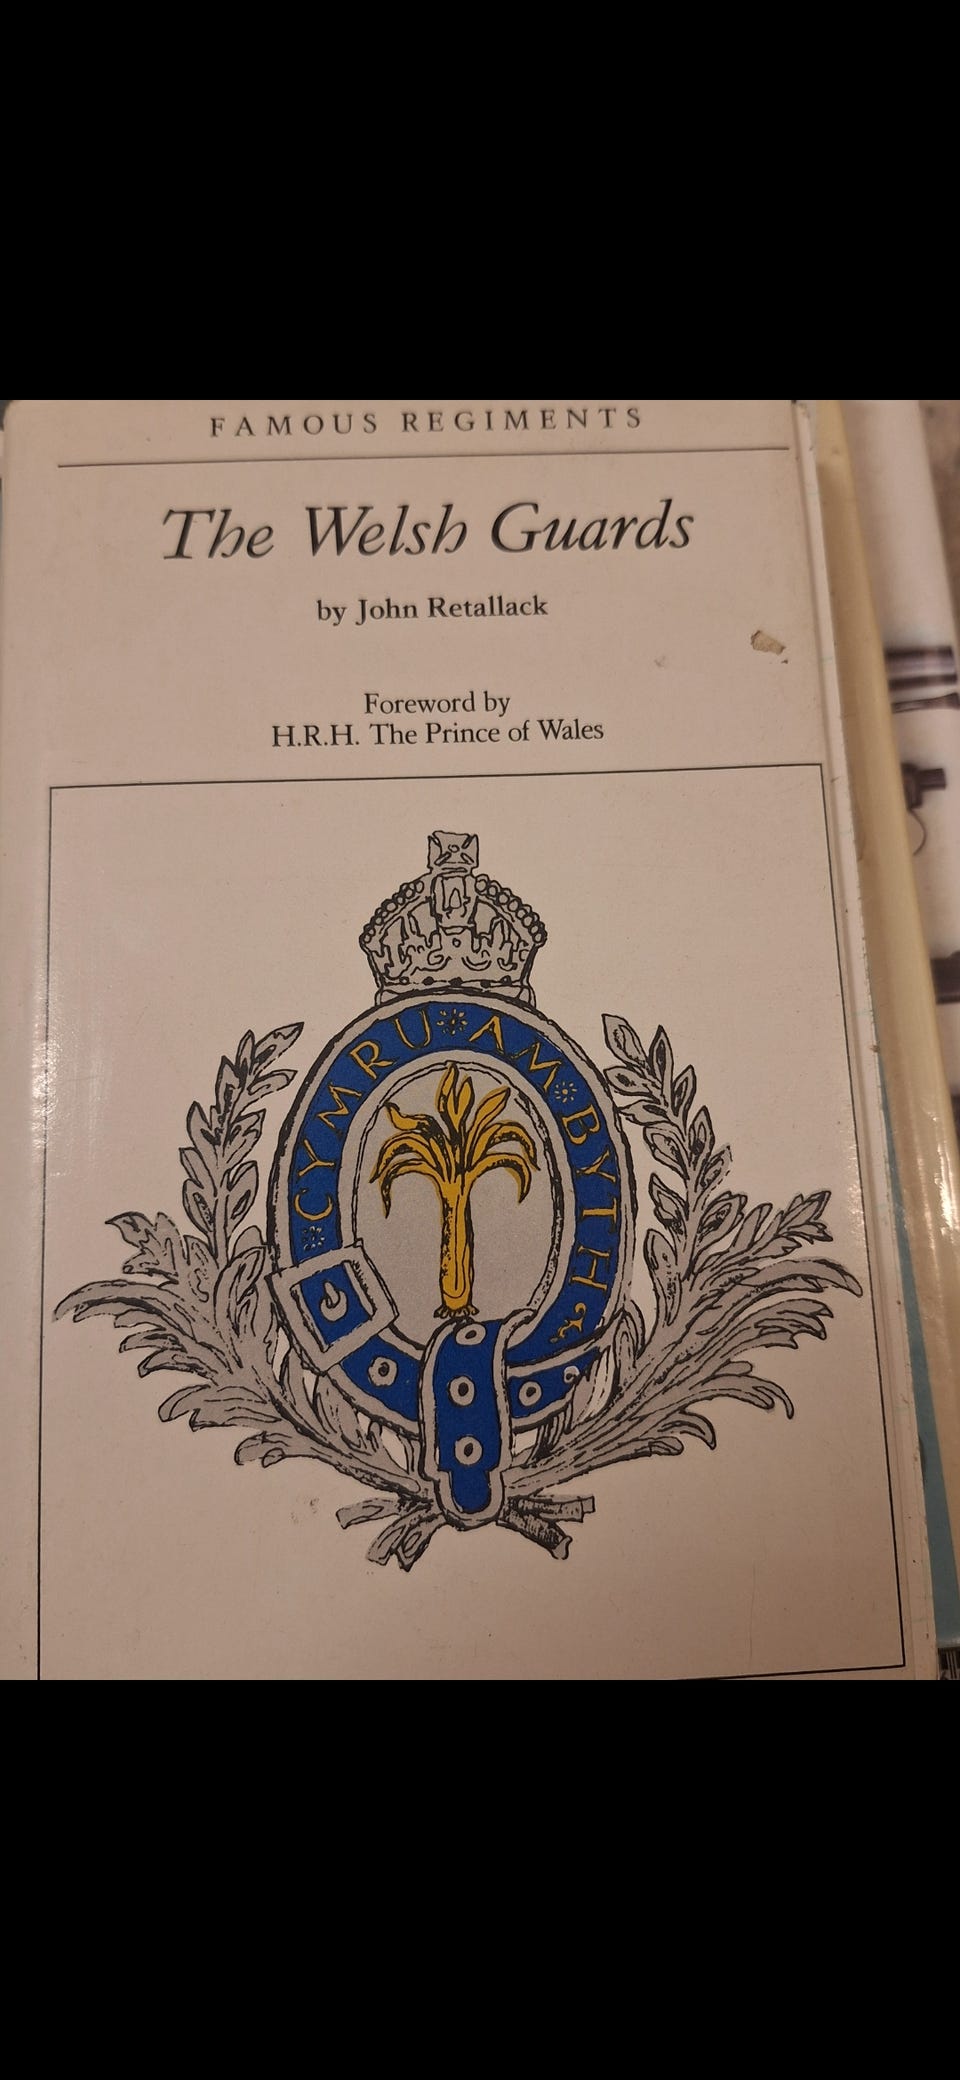 FAMOUS REGIMENTS
The Welsh Guards
by John Retallack
Foreword by
H.R.H. The Prince of Wales
CYMRU AM BYTH